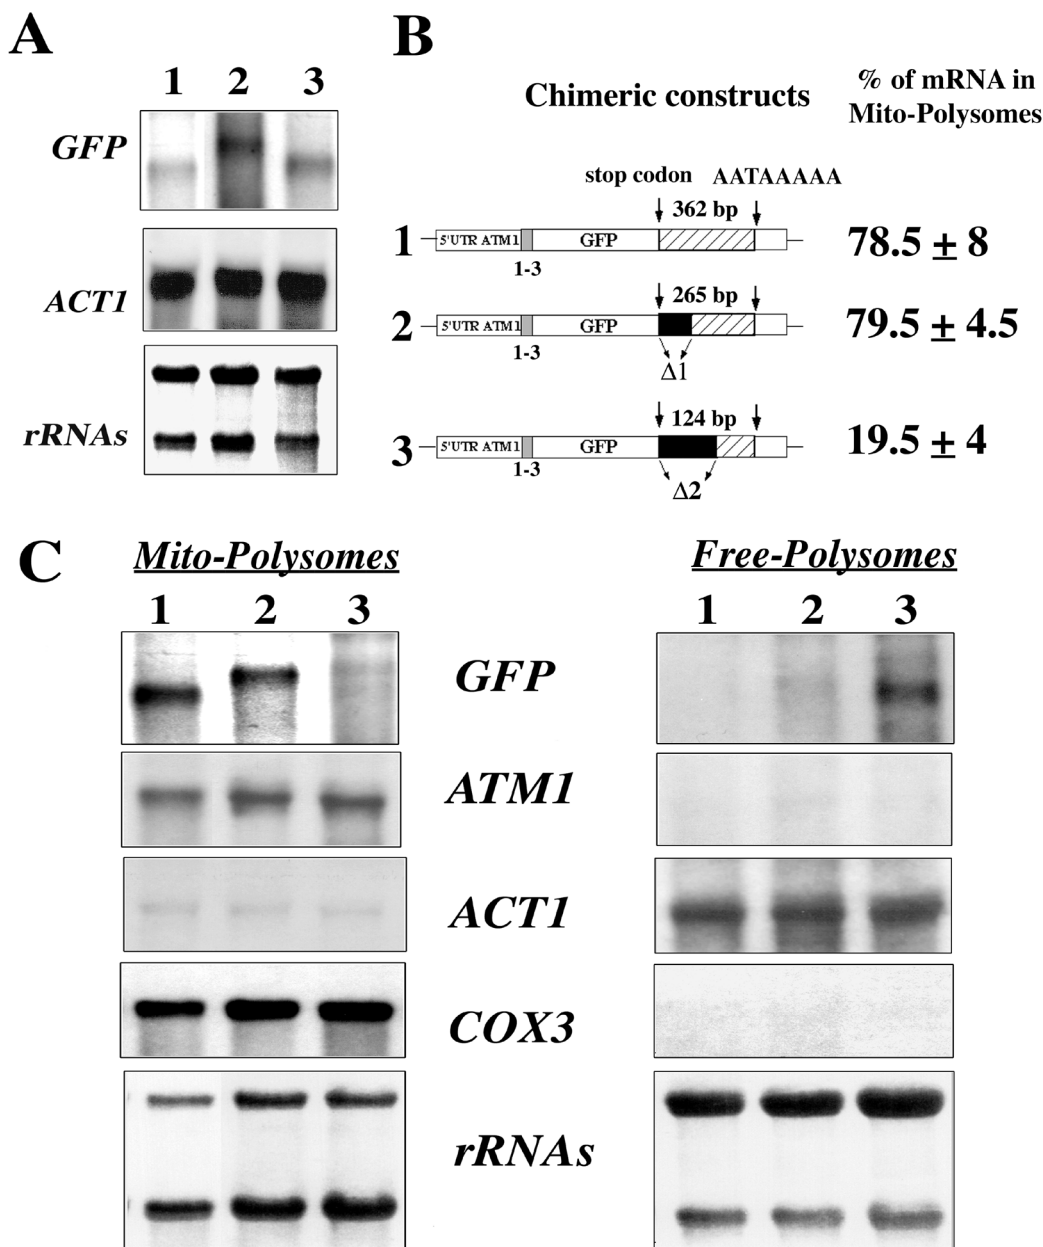 A
1 2 3
GFP
ACT1
rRNAs
B
Chimeric constructs
% of mRNA in
Mito-Polysomes
stop codon AATAAAAA
362 bp
1 5'UTR ATM1 GFP 78.5 ± 8
1-3
265 bp
2 5'UTR ATM1 GFP 79.5 ± 4.5
1-3
Δ1
124 bp
3 5'UTR ATM1 GFP 19.5 ± 4
1-3
Δ2
C
Mito-Polysomes Free-Polysomes
1 2 3 1 2 3
GFP
ATM1
ACT1
COX3
rRNAs